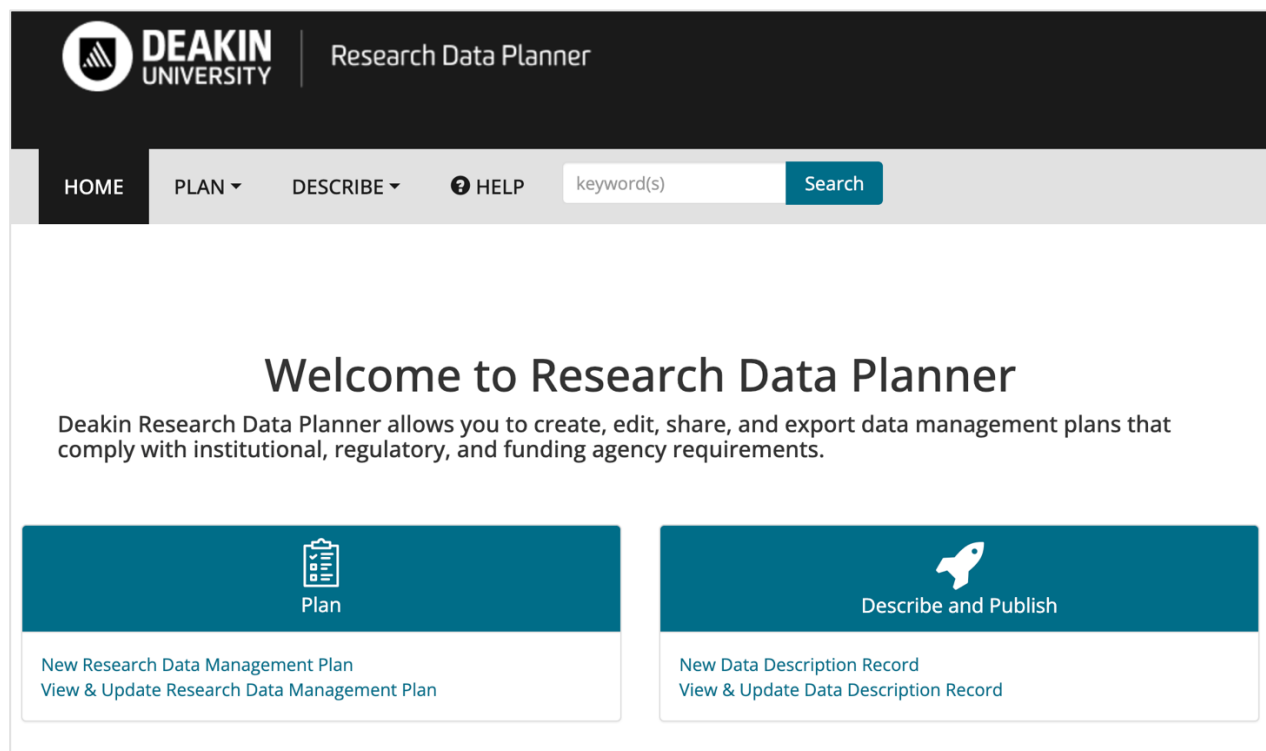 DEAKIN
UNIVERSITY
Research Data Planner
HOME
PLAN
DESCRIBE
HELP
keyword(s)
Search
Welcome to Research Data Planner
Deakin Research Data Planner allows you to create, edit, share, and export data management plans that
comply with institutional, regulatory, and funding agency requirements.
Plan
New Research Data Management Plan
View & Update Research Data Management Plan
Describe and Publish
New Data Description Record
View & Update Data Description Record